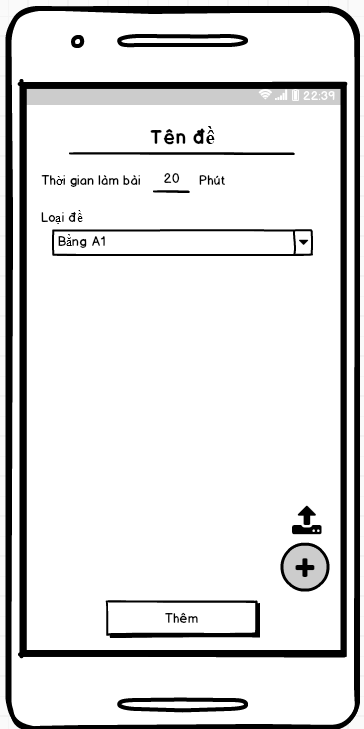 22:39
Tên đề
Thời gian làm bài 20 Phút
Loại đề
Bằng A1
Thêm